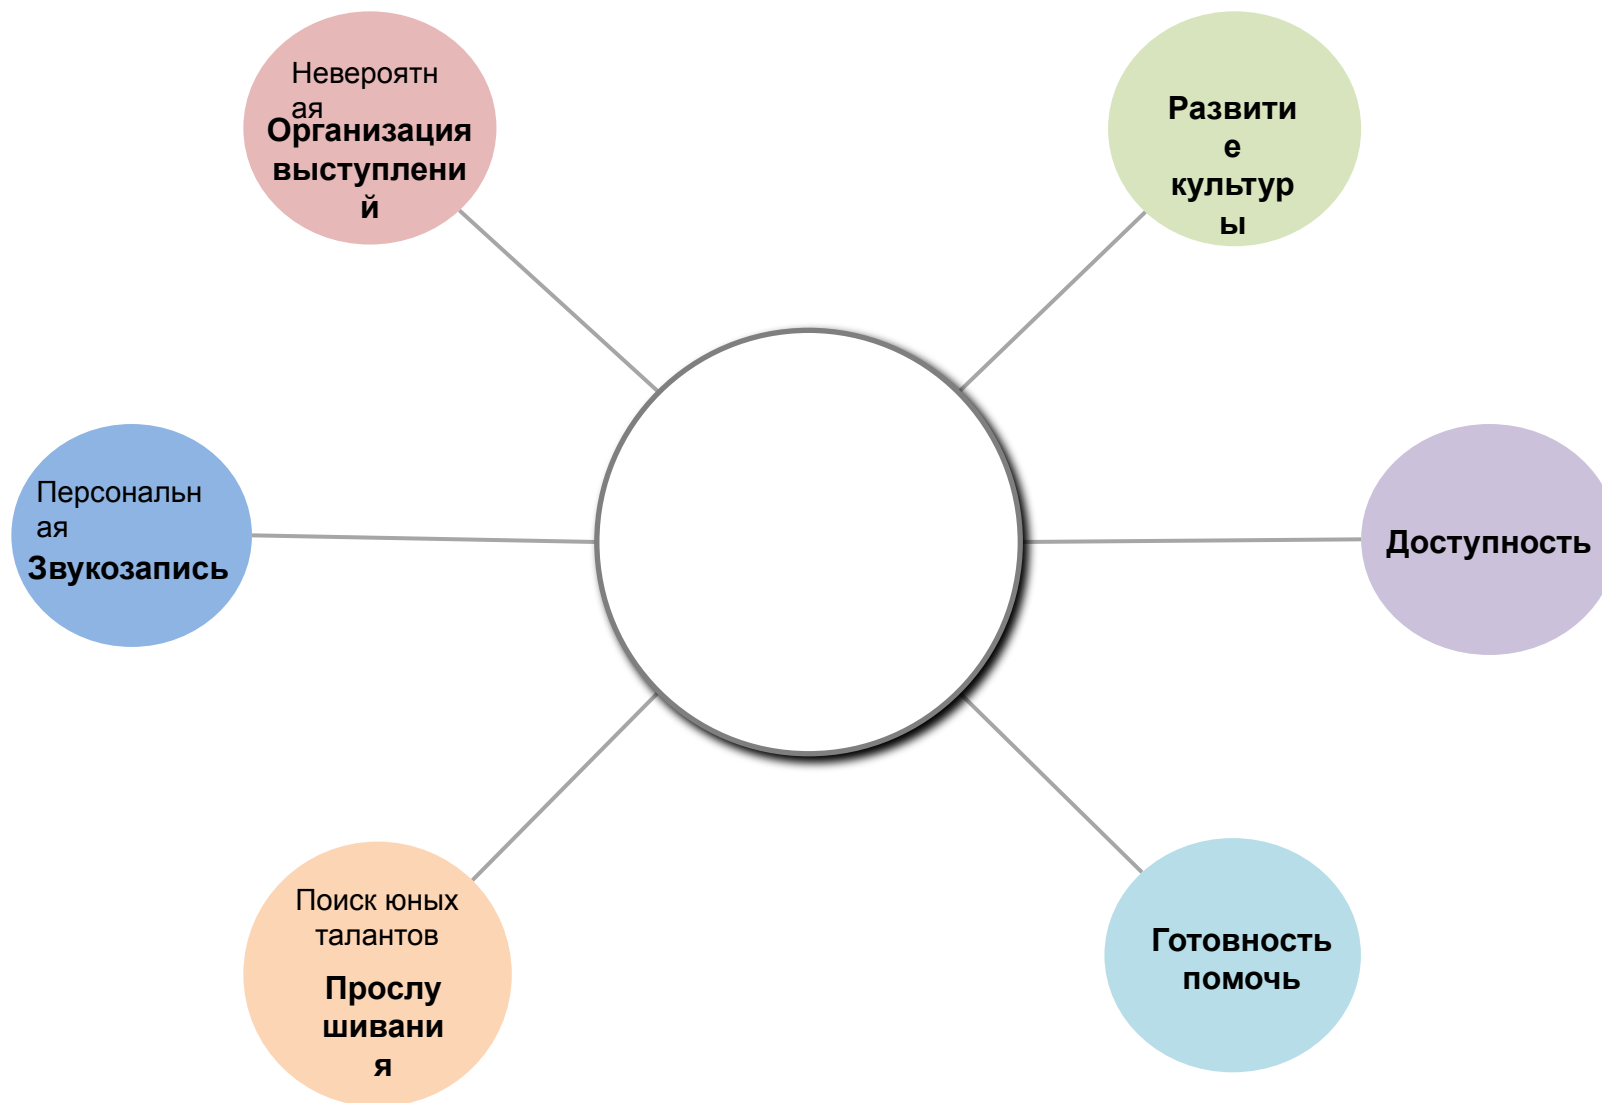 Невероятн
ая
Организация
выступлени
й
Развити
е
культур
ы
Персональн
ая
Звукозапись
Доступность
Поиск юных
талантов
Прослу
шивани
я
Готовность
помочь